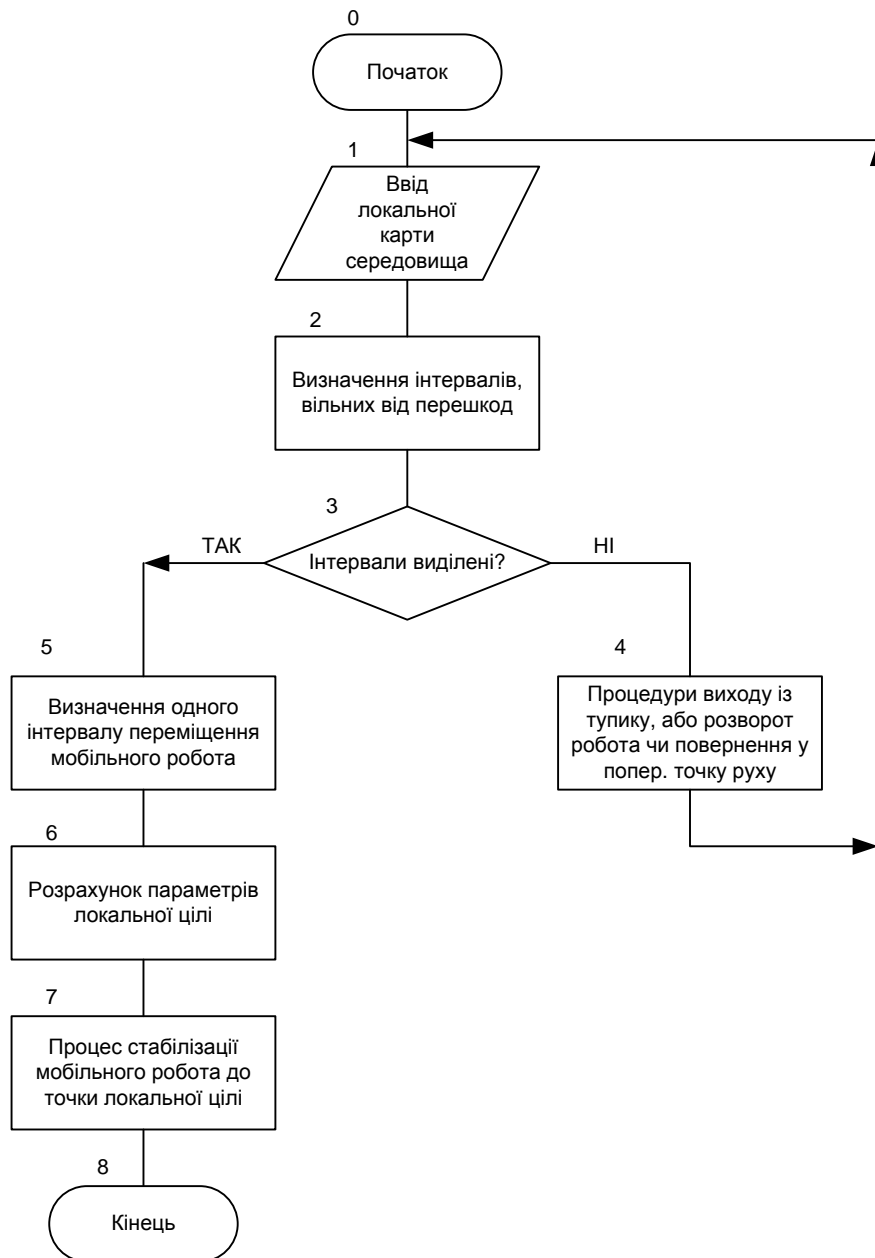 0
Початок
1
Ввід
локальної
карти
середовища
2
Визначення інтервалів,
вільних від перешкод
3
Інтервали виділені?
ТАК
НІ
4
Процедури виходу із
тупику, або розворот
робота чи повернення у
попер. точку руху
5
Визначення одного
інтервалу переміщення
мобільного робота
6
Розрахунок параметрів
локальної цілі
7
Процес стабілізації
мобільного робота до
точки локальної цілі
8
Кінець